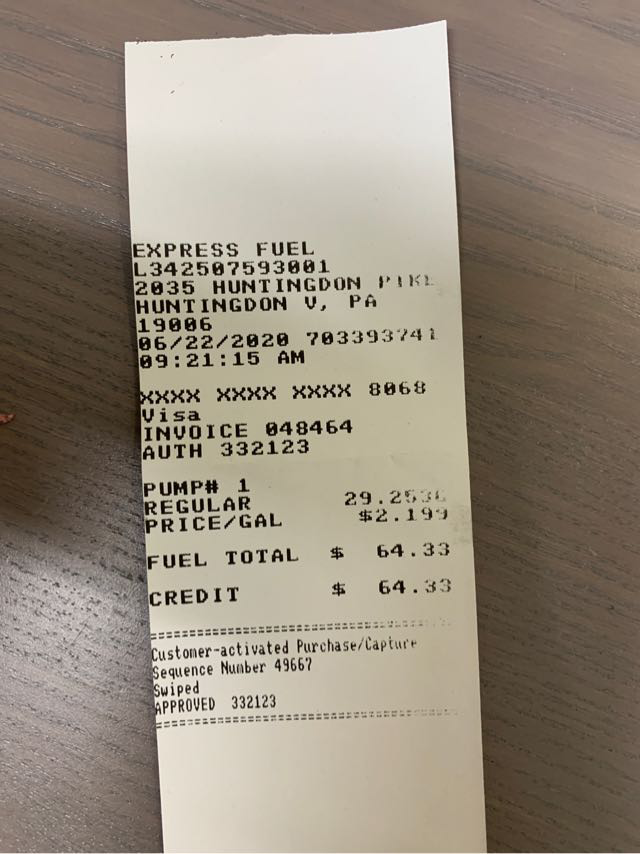 EXPRESS FUEL
L342507593001
2035 HUNTINGDON PIKE
HUNTINGDON V, PA
19006
06/22/2020 703393741
09:21:15 AM
XXXX XXXX XXXX 8068
Visa
INVOICE 048464
AUTH 332123
PUMP# 1
REGULAR 29.253G
PRICE/GAL $2.199
FUEL TOTAL $ 64.33
CREDIT $ 64.33
==========================================
Customer-activated Purchase/Capture
Sequence Number 49667
Swiped
APPROVED 332123
==========================================